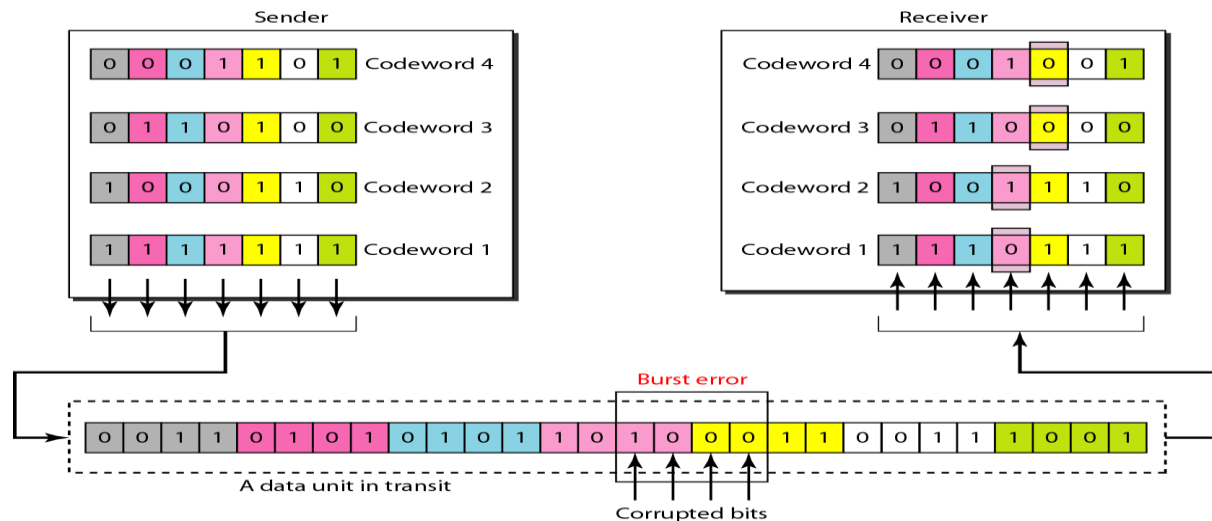 Sender
0 0 0 1 1 0 1 Codeword 4
0 1 1 0 1 0 0 Codeword 3
1 0 0 0 1 1 0 Codeword 2
1 1 1 1 1 1 1 Codeword 1
Receiver
Codeword 4 0 0 0 1 0 0 1
Codeword 3 0 1 1 0 0 0 0
Codeword 2 1 0 0 1 1 1 0
Codeword 1 1 1 1 0 1 1 1
Burst error
0 0 1 1 0 1 0 1 0 1 0 1 1 0 1 0 0 0 1 1 0 0 1 1 1 0 0 1
A data unit in transit
Corrupted bits